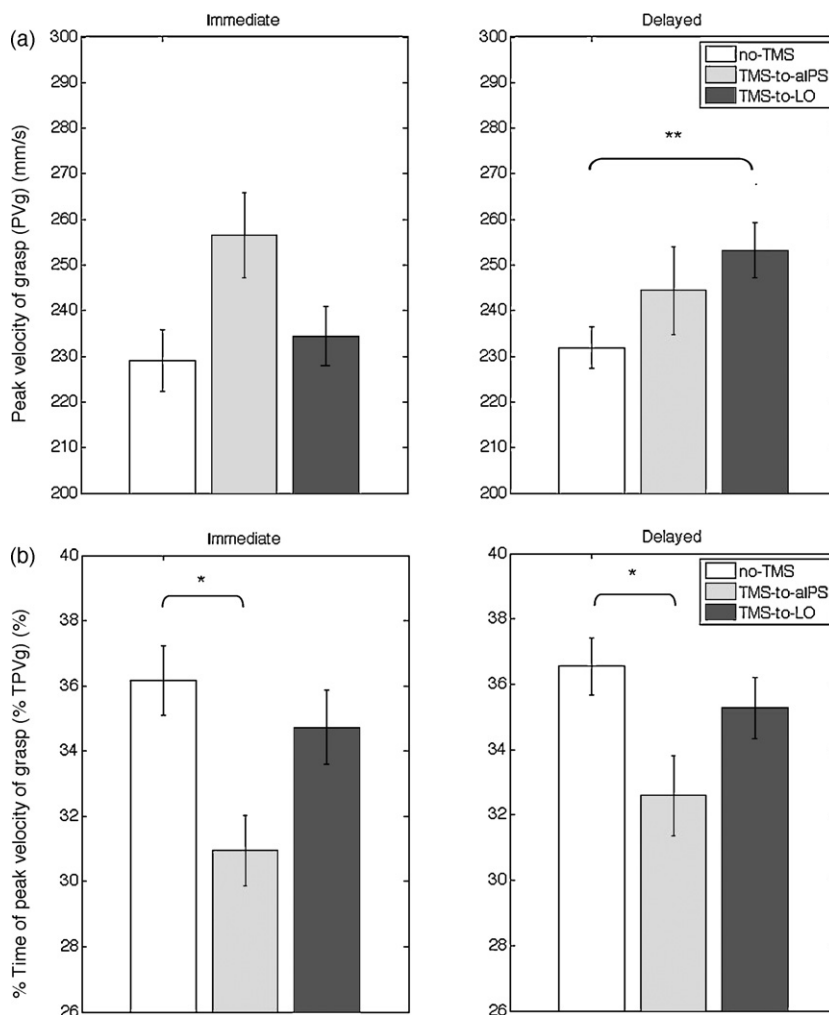 (a)
Immediate
Peak velocity of grasp (PVg) (mm/s)
300
290
280
270
260
250
240
230
220
210
200
Delayed
300
290
280
270
260
250
240
230
220
210
200
no-TMS
TMS-to-aIPS
TMS-to-LO
**
(b)
Immediate
% Time of peak velocity of grasp (% TPVg) (%)
40
38
36
34
32
30
28
26
*
Delayed
40
38
36
34
32
30
28
26
no-TMS
TMS-to-aIPS
TMS-to-LO
*